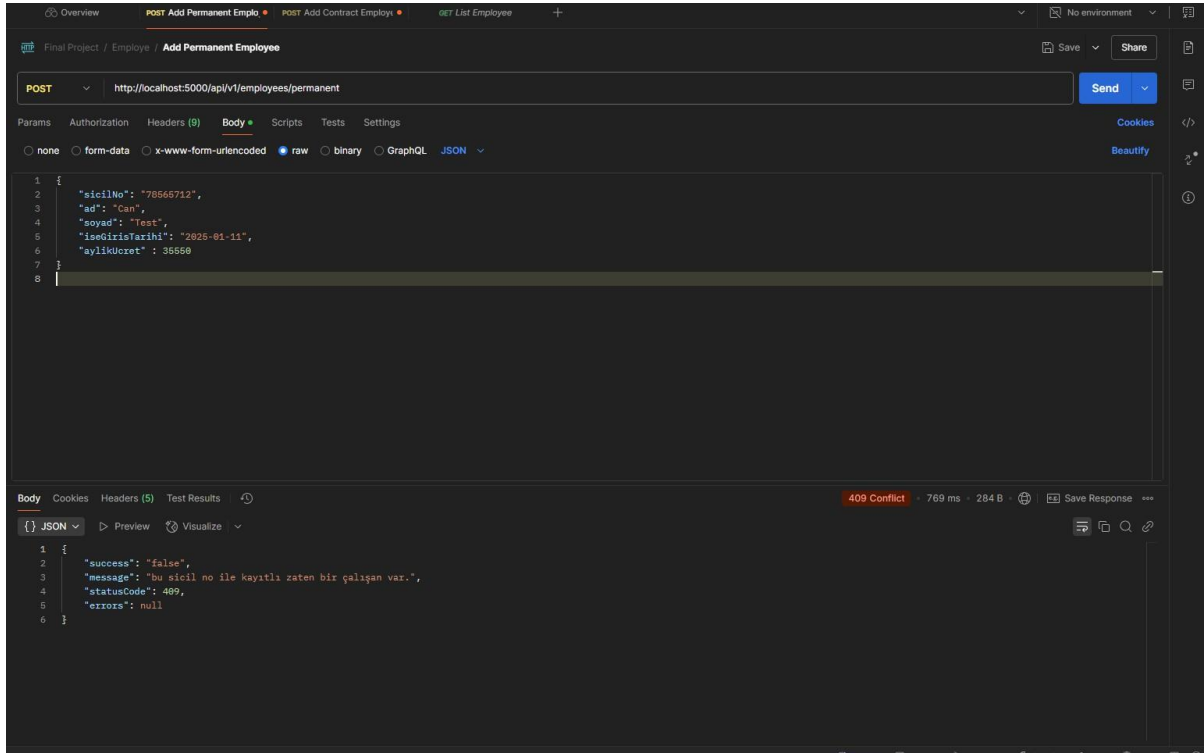 Overview POST Add Permanent Emplo POST Add Contract Employe GET List Employee + No environment
HTTP Final Project / Employe / Add Permanent Employee Save Share
POST http://localhost:5000/api/v1/employees/permanent Send
Params Authorization Headers (9) Body Scripts Tests Settings Cookies
none form-data x-www-form-urlencoded raw binary GraphQL JSON Beautify
1 {
2 "sicilNo": "78565712",
3 "ad": "Can",
4 "soyad": "Test",
5 "iseGirisTarihi": "2025-01-11",
6 "aylikUcret" : 35550
7 }
8
Body Cookies Headers (5) Test Results 409 Conflict 769 ms 284 B Save Response
{} JSON Preview Visualize
1 {
2 "success": "false",
3 "message": "bu sicil no ile kayıtlı zaten bir çalışan var.",
4 "statusCode": 409,
5 "errors": null
6 }